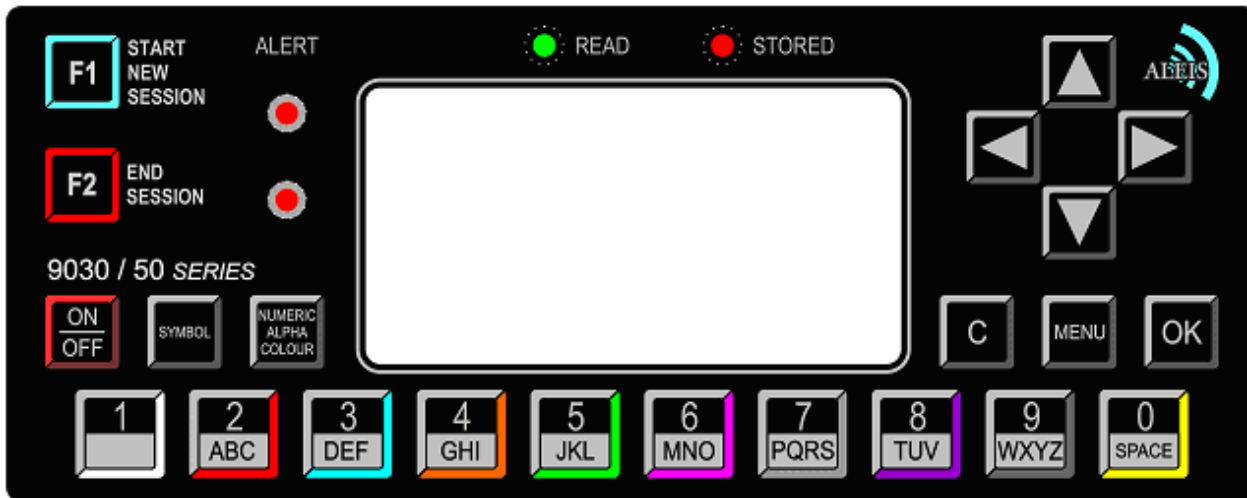 F1
START
NEW
SESSION
ALERT
READ
STORED
ALEIS
F2
END
SESSION
9030 / 50 SERIES
ON
OFF
SYMBOL
NUMERIC
ALPHA
COLOUR
C
MENU
OK
1
2
ABC
3
DEF
4
GHI
5
JKL
6
MNO
7
PQRS
8
TUV
9
WXYZ
0
SPACE